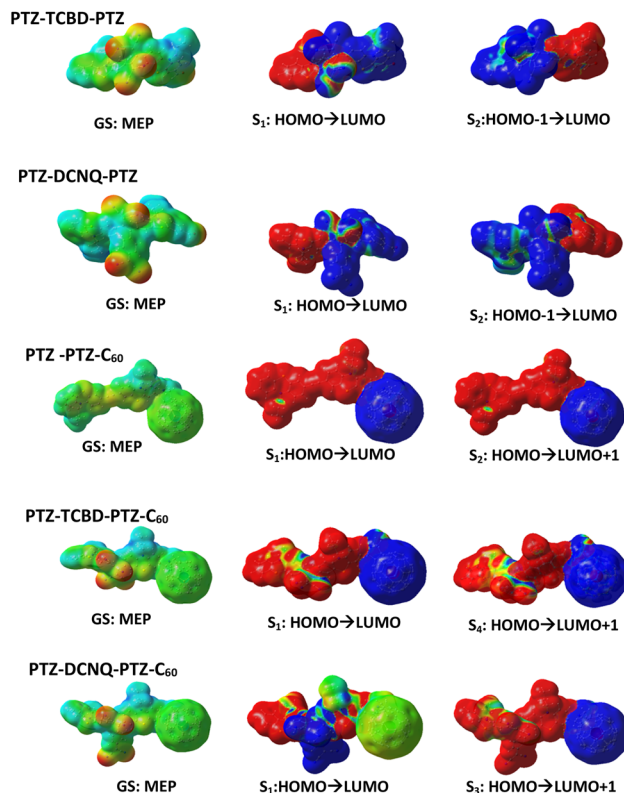 PTZ-TCBD-PTZ
GS: MEP
S₁: HOMO→LUMO
S₂:HOMO-1→LUMO
PTZ-DCNQ-PTZ
GS: MEP
S₁: HOMO→LUMO
S₂: HOMO-1→LUMO
PTZ -PTZ-C₆₀
GS: MEP
S₁:HOMO→LUMO
S₂: HOMO→LUMO+1
PTZ-TCBD-PTZ-C₆₀
GS: MEP
S₁: HOMO→LUMO
S₄: HOMO→LUMO+1
PTZ-DCNQ-PTZ-C₆₀
GS: MEP
S₁:HOMO→LUMO
S₃: HOMO→LUMO+1